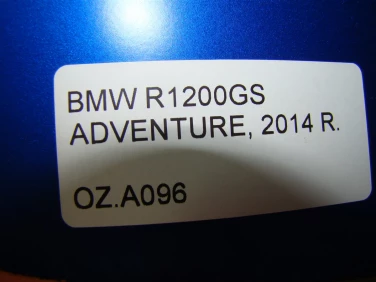 BMW R1200GS
ADVENTURE, 2014 R.
OZ.A096